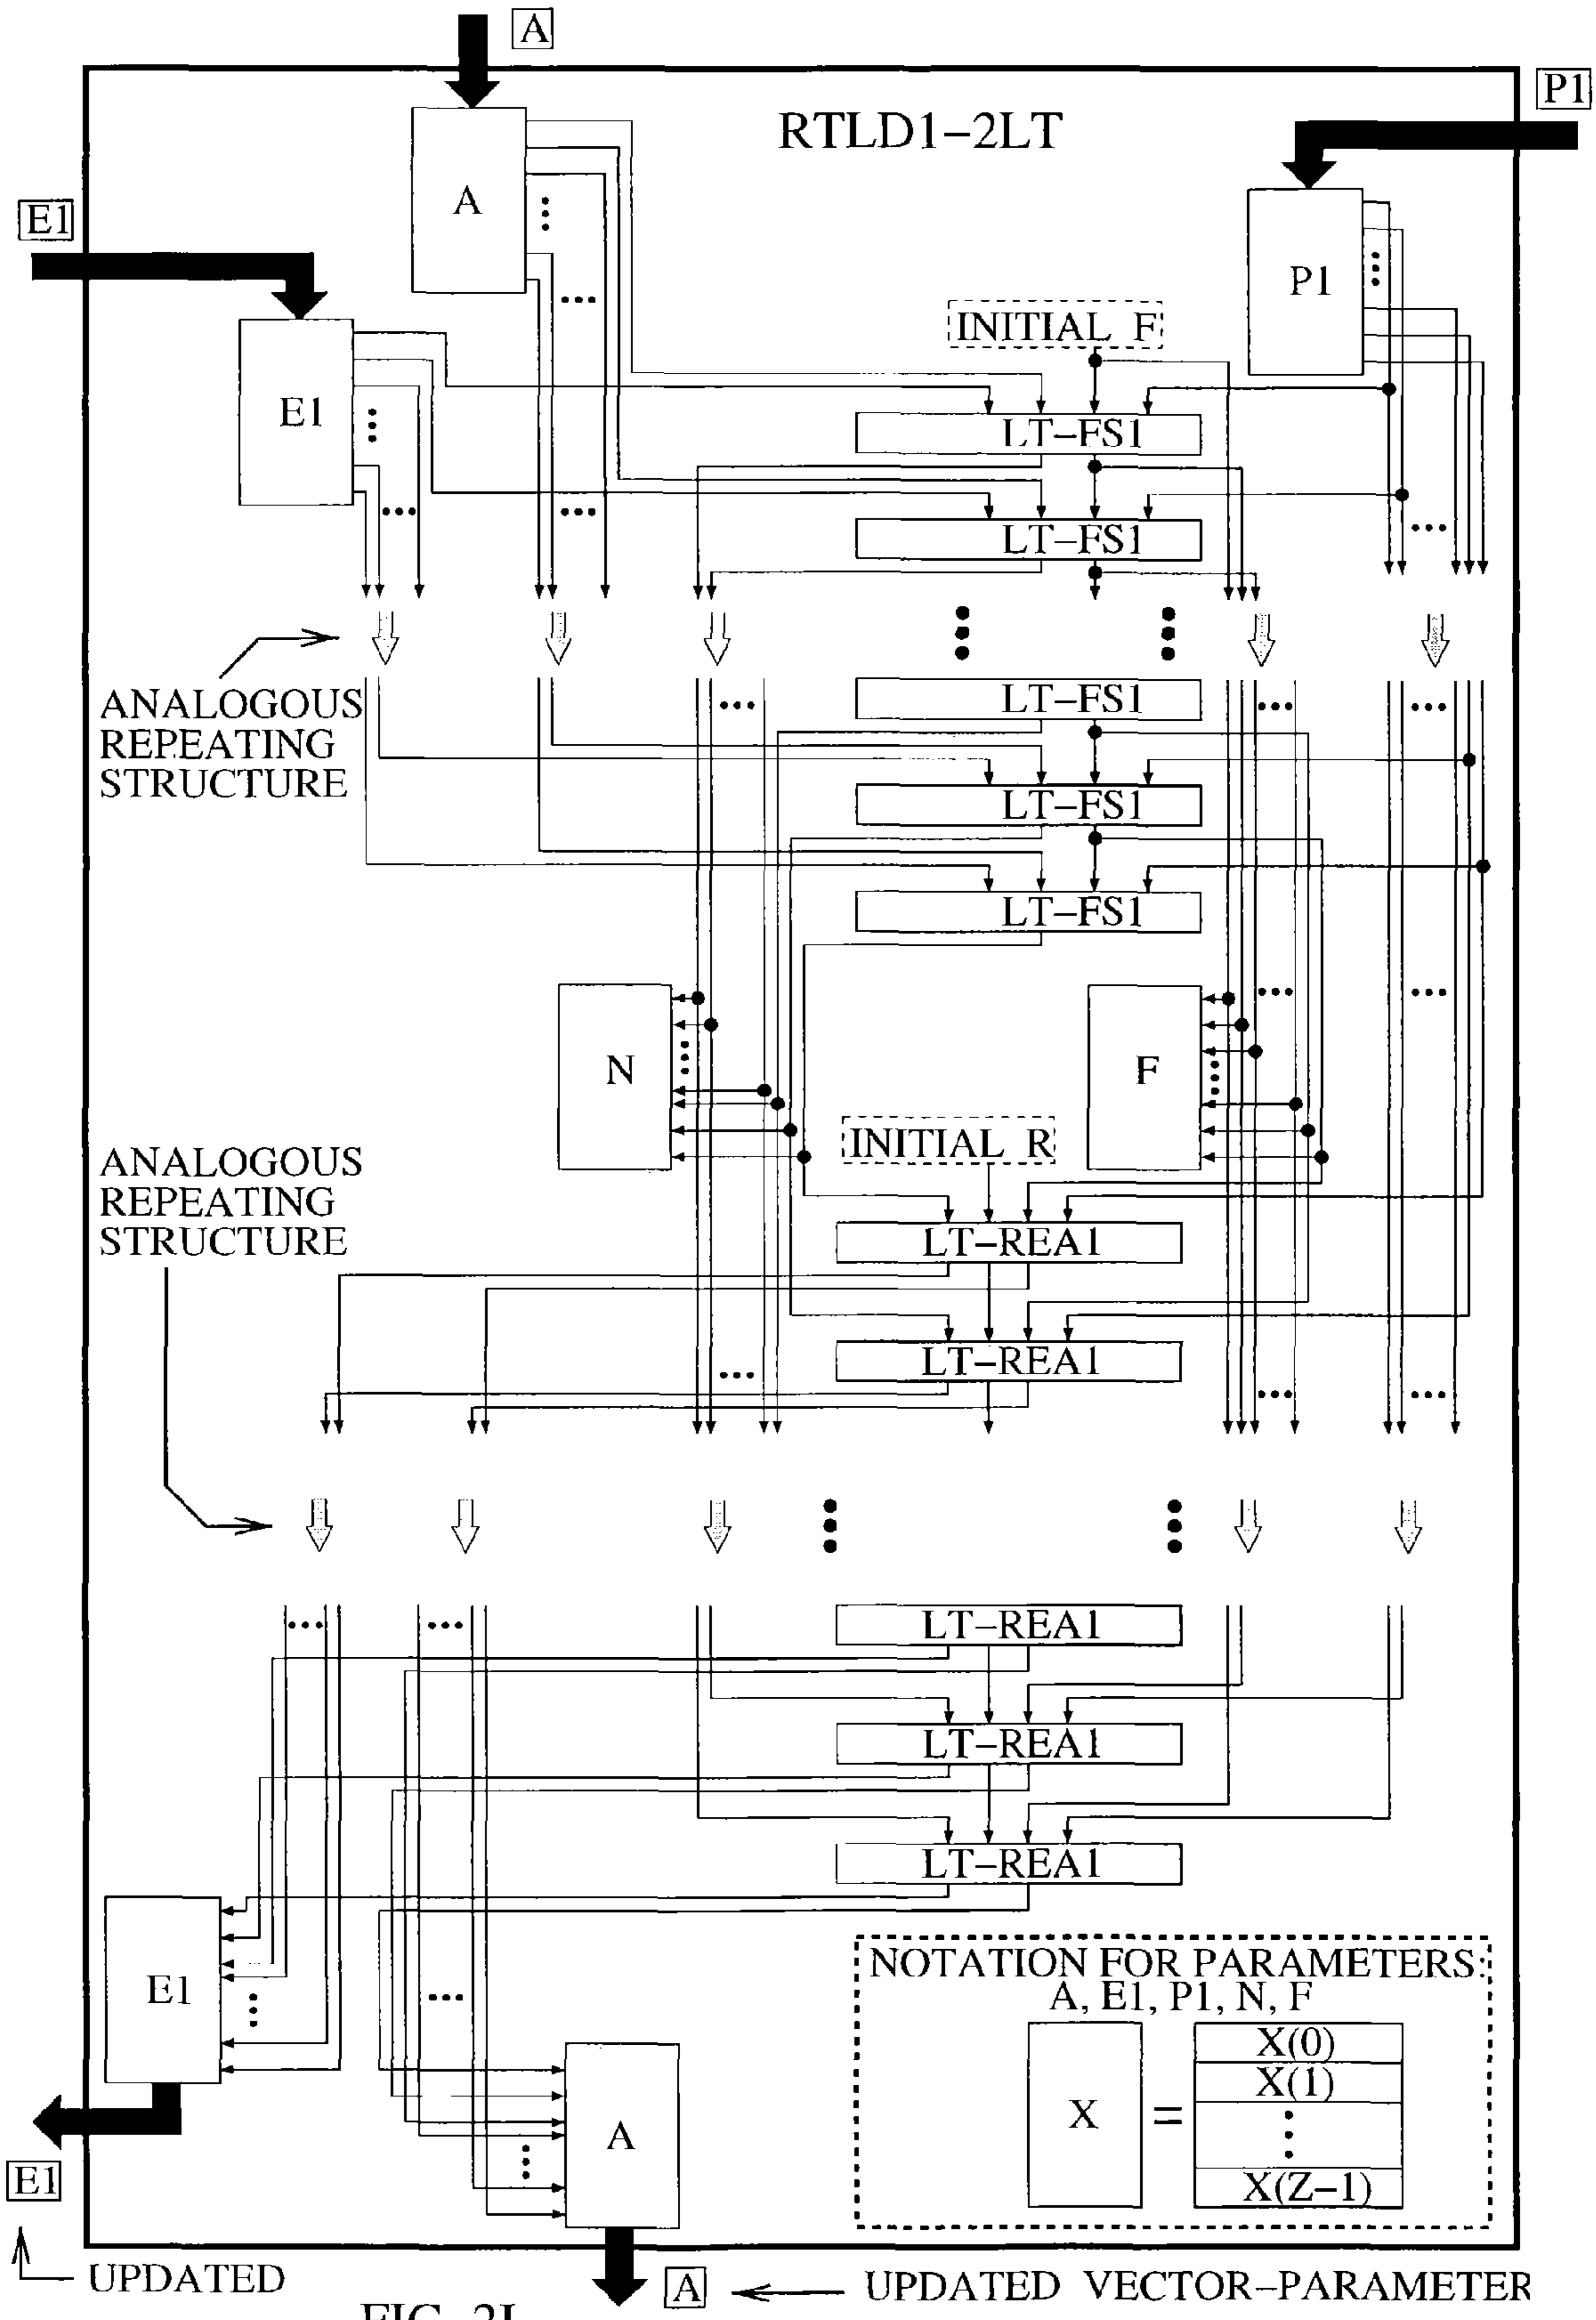 A
P1
RTLD1-2LT
A
E1
P1
INITIAL F
E1
LT-FS1
LT-FS1
ANALOGOUS
REPEATING
STRUCTURE
LT-FS1
LT-FS1
LT-FS1
N
F
INITIAL R
ANALOGOUS
REPEATING
STRUCTURE
LT-REA1
LT-REA1
LT-REA1
LT-REA1
LT-REA1
E1
NOTATION FOR PARAMETERS:
A, E1, P1, N, F
X = X(0)
X(1)
X(Z-1)
A
E1
UPDATED
A
UPDATED VECTOR-PARAMETER